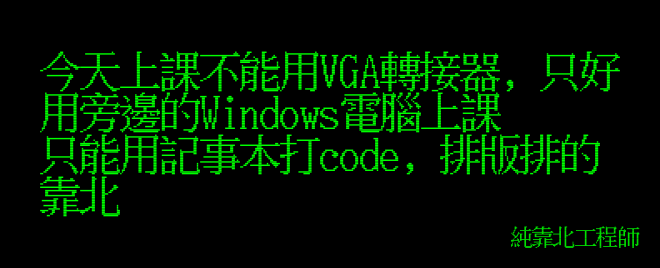 今天上課不能用VGA轉接器，只好
用旁邊的Windows電腦上課
只能用記事本打code，排版排的
靠北
純靠北工程師